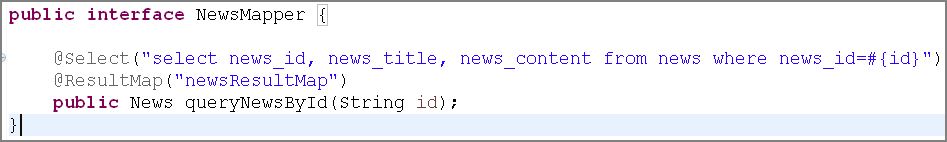 public interface NewsMapper {
@Select("select news_id, news_title, news_content from news where news_id=#{id}")
@ResultMap("newsResultMap")
public News queryNewsById(String id);
}